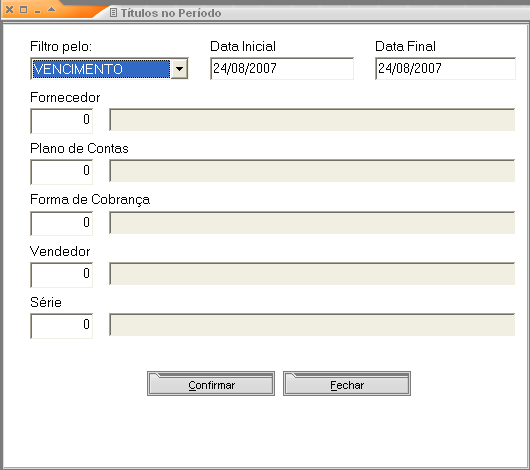 Títulos no Período
Filtro pelo: Data Inicial Data Final
VENCIMENTO 24/08/2007 24/08/2007
Fornecedor
0
Plano de Contas
0
Forma de Cobrança
0
Vendedor
0
Série
0
Confirmar Fechar